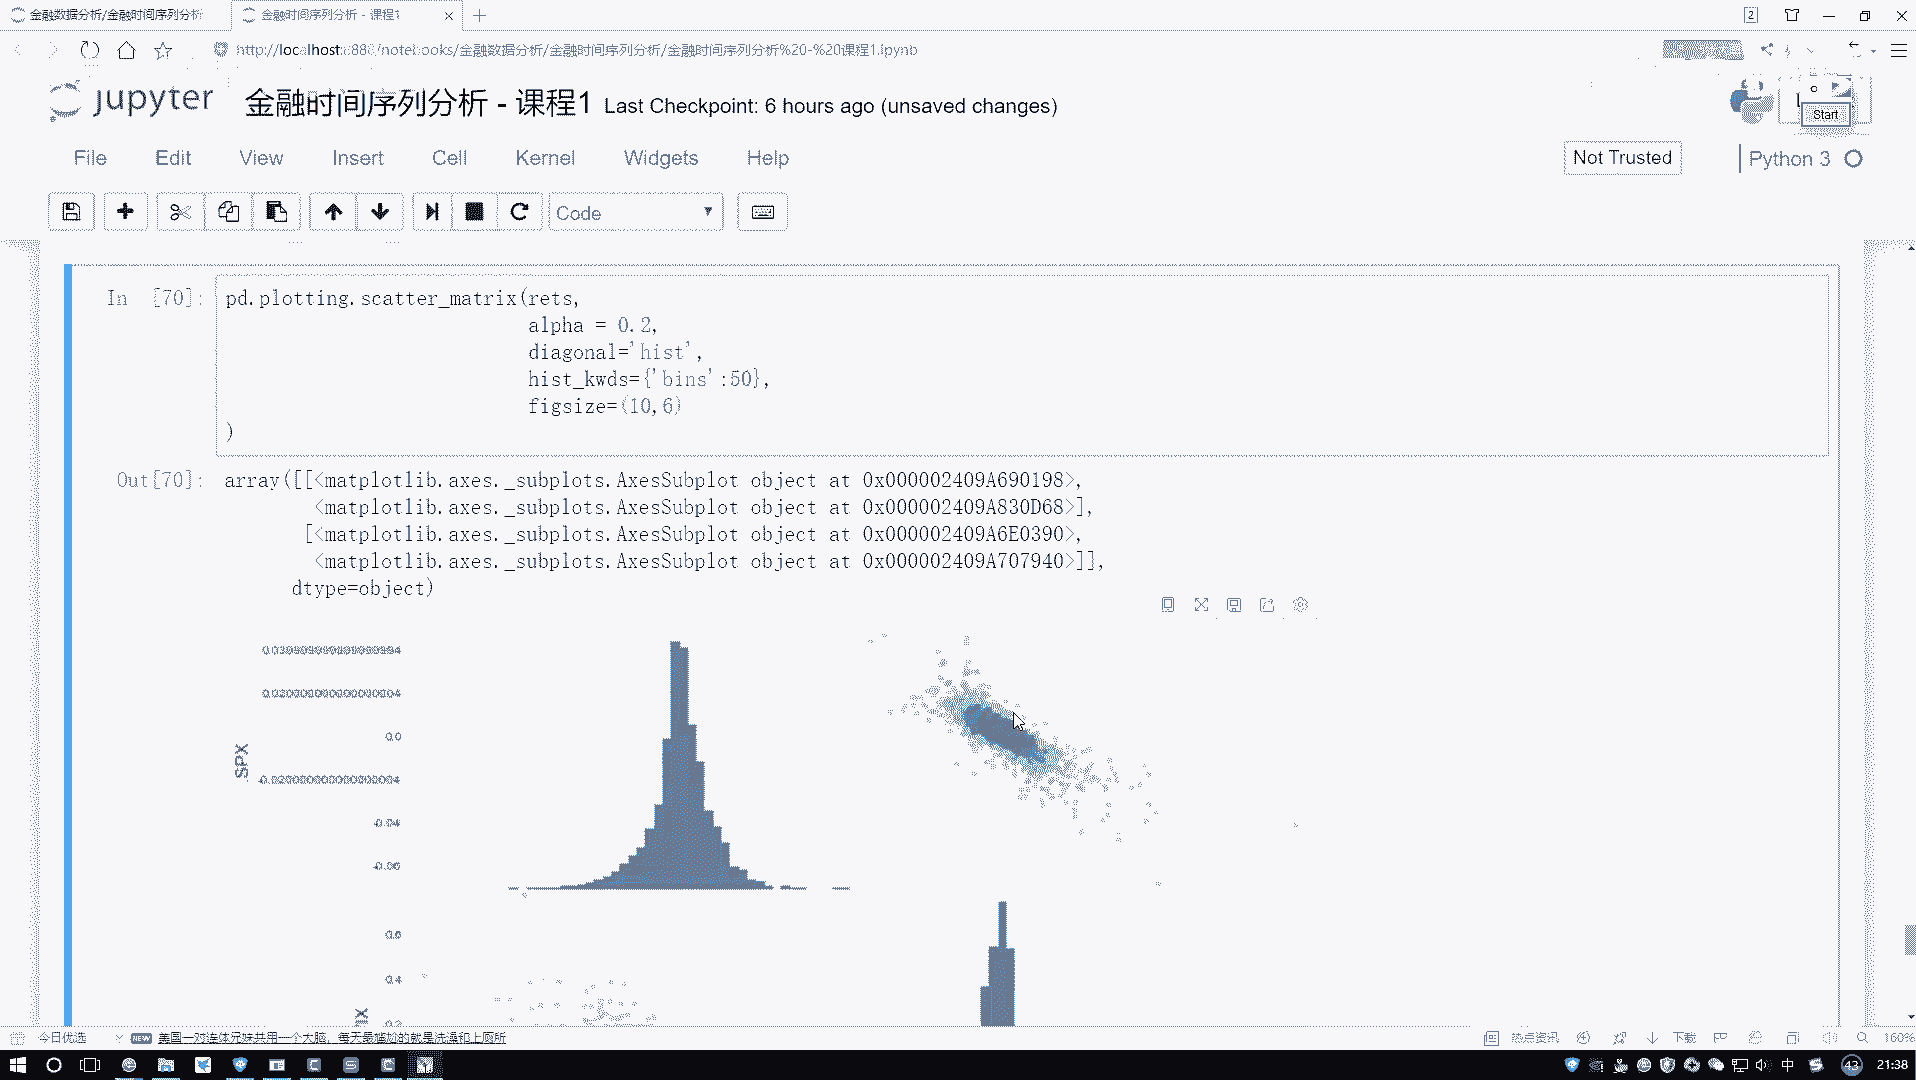 金融数据分析/金融时间序列分析
金融时间序列分析 - 课程1
2
http://localhost:888/notebooks/金融数据分析/金融时间序列分析/金融时间序列分析%20-%20课程1.ipynb
jupyter
金融时间序列分析 - 课程1 Last Checkpoint: 6 hours ago (unsaved changes)
Start
File Edit View Insert Cell Kernel Widgets Help
Not Trusted
Python 3
Code
In [70]:
pd.plotting.scatter_matrix(rets,
alpha = 0.2,
diagonal='hist',
hist_kwds={'bins':50},
figsize=(10,6)
)
Out[70]:
array([[<matplotlib.axes._subplots.AxesSubplot object at 0x000002409A690198>,
<matplotlib.axes._subplots.AxesSubplot object at 0x000002409A830D68>],
[<matplotlib.axes._subplots.AxesSubplot object at 0x000002409A6E0390>,
<matplotlib.axes._subplots.AxesSubplot object at 0x000002409A707940>]],
dtype=object)
0.0
.SPX
-0.04
-0.06
0.6
0.4
0.2
IX
今日优选
NEW
美国一对连体兄妹共用一个大脑，每天最尴尬的就是洗澡和上厕所
热点资讯
下载
160%
中
43
21:38